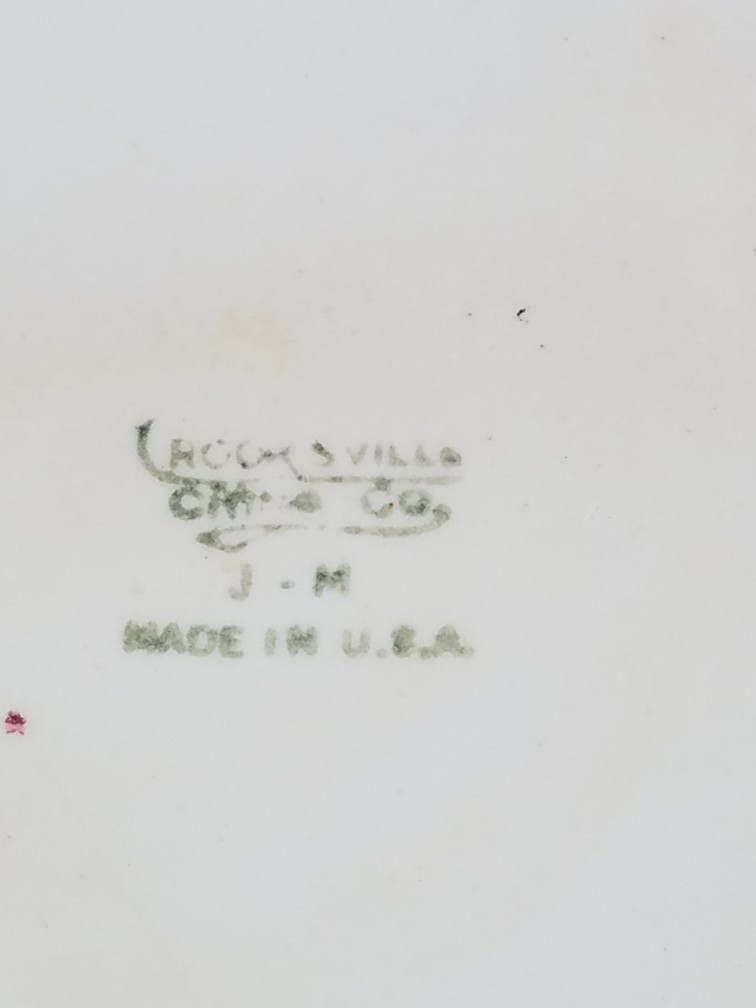 CROOKSVILLE
CHINA CO.
J - M
MADE IN U.S.A.